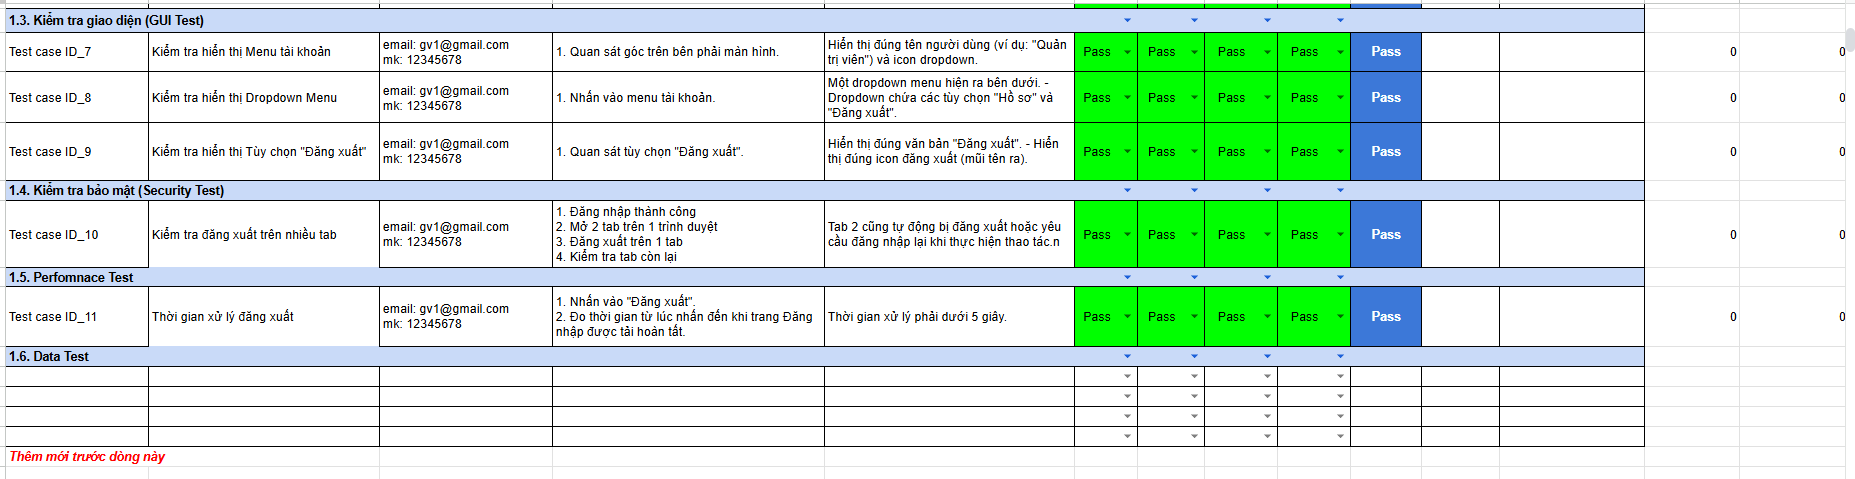 1.3. Kiểm tra giao diện (GUI Test)
Test case ID_7
Kiểm tra hiển thị Menu tài khoản
email: gv1@gmail.com
mk: 12345678
1. Quan sát góc trên bên phải màn hình.
Hiển thị đúng tên người dùng (ví dụ: "Quản
trị viên") và icon dropdown.
Pass
Pass
Pass
Pass
Pass
0
0
Test case ID_8
Kiểm tra hiển thị Dropdown Menu
email: gv1@gmail.com
mk: 12345678
1. Nhấn vào menu tài khoản.
Một dropdown menu hiện ra bên dưới. -
Dropdown chứa các tùy chọn "Hồ sơ" và
"Đăng xuất".
Pass
Pass
Pass
Pass
Pass
0
0
Test case ID_9
Kiểm tra hiển thị Tùy chọn "Đăng xuất"
email: gv1@gmail.com
mk: 12345678
1. Quan sát tùy chọn "Đăng xuất".
Hiển thị đúng văn bản "Đăng xuất". - Hiển
thị đúng icon đăng xuất (mũi tên ra).
Pass
Pass
Pass
Pass
Pass
0
0
1.4. Kiểm tra bảo mật (Security Test)
Test case ID_10
Kiểm tra đăng xuất trên nhiều tab
email: gv1@gmail.com
mk: 12345678
1. Đăng nhập thành công
2. Mở 2 tab trên 1 trình duyệt
3. Đăng xuất trên 1 tab
4. Kiểm tra tab còn lại
Tab 2 cũng tự động bị đăng xuất hoặc yêu
cầu đăng nhập lại khi thực hiện thao tác.n
Pass
Pass
Pass
Pass
Pass
0
0
1.5. Perfomnace Test
Test case ID_11
Thời gian xử lý đăng xuất
email: gv1@gmail.com
mk: 12345678
1. Nhấn vào "Đăng xuất".
2. Đo thời gian từ lúc nhấn đến khi trang Đăng
nhập được tải hoàn tất.
Thời gian xử lý phải dưới 5 giây.
Pass
Pass
Pass
Pass
Pass
0
0
1.6. Data Test
Thêm mới trước dòng này